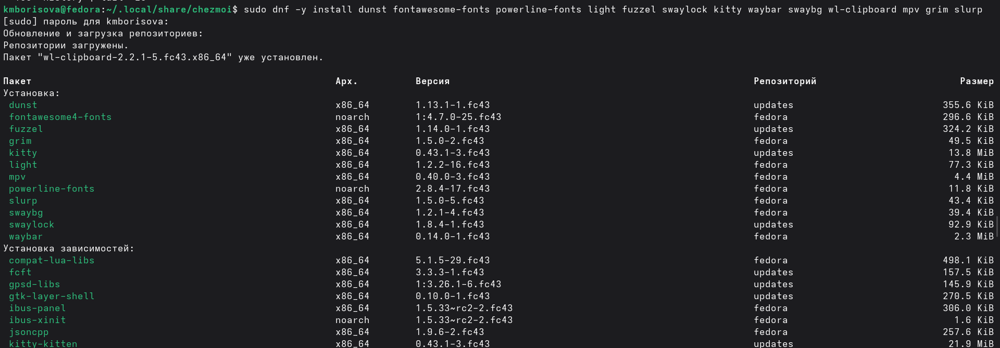 kmborisova@fedora:~/.local/share/chezmoi$ sudo dnf -y install dunst fontawesome-fonts powerline-fonts light fuzzel swaylock kitty waybar swaybg wl-clipboard mpv grim slurp
[sudo] пароль для kmborisova:
Обновление и загрузка репозиториев:
Репозитории загружены.
Пакет "wl-clipboard-2.2.1-5.fc43.x86_64" уже установлен.
Пакет Арх. Версия Репозиторий Размер
Установка:
dunst x86_64 1.13.1-1.fc43 updates 355.6 KiB
fontawesome4-fonts noarch 1:4.7.0-25.fc43 fedora 296.6 KiB
fuzzel x86_64 1.14.0-1.fc43 updates 324.2 KiB
grim x86_64 1.5.0-2.fc43 fedora 49.5 KiB
kitty x86_64 0.43.1-3.fc43 updates 13.8 MiB
light x86_64 1.2.2-16.fc43 fedora 77.3 KiB
mpv x86_64 0.40.0-3.fc43 fedora 4.4 MiB
powerline-fonts noarch 2.8.4-17.fc43 fedora 11.8 KiB
slurp x86_64 1.5.0-5.fc43 fedora 43.4 KiB
swaybg x86_64 1.2.1-4.fc43 fedora 39.4 KiB
swaylock x86_64 1.8.4-1.fc43 updates 92.9 KiB
waybar x86_64 0.14.0-1.fc43 fedora 2.3 MiB
Установка зависимостей:
compat-lua-libs x86_64 5.1.5-29.fc43 fedora 498.1 KiB
fcft x86_64 3.3.3-1.fc43 updates 157.5 KiB
gpsd-libs x86_64 1:3.26.1-6.fc43 updates 145.9 KiB
gtk-layer-shell x86_64 0.10.0-1.fc43 updates 270.5 KiB
ibus-panel x86_64 1.5.33~rc2-2.fc43 fedora 306.0 KiB
ibus-xinit noarch 1.5.33~rc2-2.fc43 fedora 1.6 KiB
jsoncpp x86_64 1.9.6-2.fc43 fedora 257.6 KiB
kitty-kitten x86_64 0.43.1-3.fc43 updates 21.9 MiB